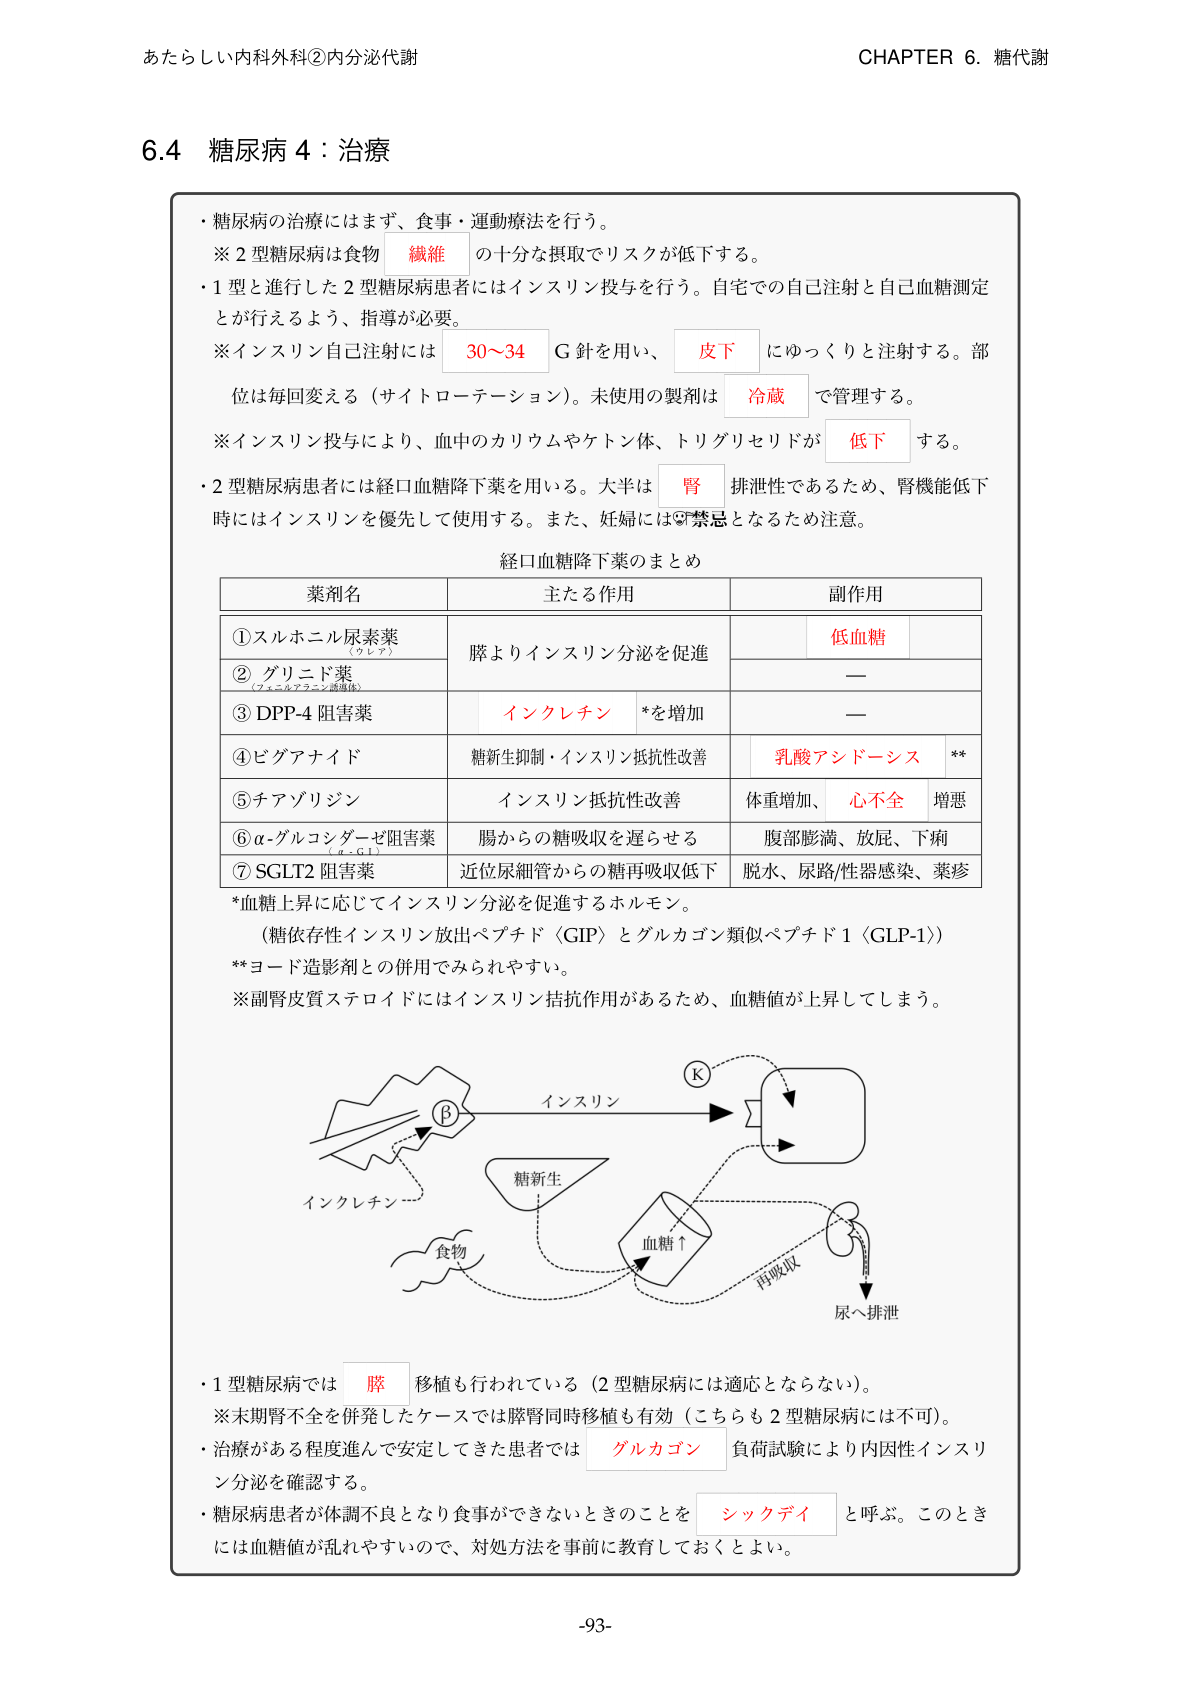 あたらしい内科外科②内分泌代謝
CHAPTER 6. 糖代謝
6.4 糖尿病 4：治療
・糖尿病の治療にはまず、食事・運動療法を行う。
※ 2 型糖尿病は食物 繊維 の十分な摂取でリスクが低下する。
・1 型と進行した 2 型糖尿病患者にはインスリン投与を行う。自宅での自己注射と自己血糖測定
とが行えるよう、指導が必要。
※インスリン自己注射には 30〜34 G 針を用い、 皮下 にゆっくりと注射する。部
位は毎回変える（サイトローテーション）。未使用の製剤は 冷蔵 で管理する。
※インスリン投与により、血中のカリウムやケトン体、トリグリセリドが 低下 する。
・2 型糖尿病患者には経口血糖降下薬を用いる。大半は 腎 排泄性であるため、腎機能低下
時にはインスリンを優先して使用する。また、妊婦には禁忌となるため注意。
経口血糖降下薬のまとめ
薬剤名 主たる作用 副作用
①スルホニル尿素薬 膵よりインスリン分泌を促進 低血糖
〈ウレア〉
② グリニド薬 —
〈フェニルアラニン誘導体〉
③ DPP-4 阻害薬 インクレチン *を増加 —
④ビグアナイド 糖新生抑制・インスリン抵抗性改善 乳酸アシドーシス **
⑤チアゾリジン インスリン抵抗性改善 体重増加、 心不全 増悪
⑥ α-グルコシダーゼ阻害薬 腸からの糖吸収を遅らせる 腹部膨満、放屁、下痢
〈α-GI〉
⑦ SGLT2 阻害薬 近位尿細管からの糖再吸収低下 脱水、尿路/性器感染、薬疹
*血糖上昇に応じてインスリン分泌を促進するホルモン。
（糖依存性インスリン放出ペプチド〈GIP〉とグルカゴン類似ペプチド 1〈GLP-1〉）
**ヨード造影剤との併用でみられやすい。
※副腎皮質ステロイドにはインスリン拮抗作用があるため、血糖値が上昇してしまう。
K
インスリン
β
糖新生
インクレチン
血糖↑
食物
再吸収
尿へ排泄
・1 型糖尿病では 膵 移植も行われている（2 型糖尿病には適応とならない）。
※末期腎不全を併発したケースでは膵腎同時移植も有効（こちらも 2 型糖尿病には不可）。
・治療がある程度進んで安定してきた患者では グルカゴン 負荷試験により内因性インスリ
ン分泌を確認する。
・糖尿病患者が体調不良となり食事ができないときのことを シックデイ と呼ぶ。このとき
には血糖値が乱れやすいので、対処方法を事前に教育しておくとよい。
-93-